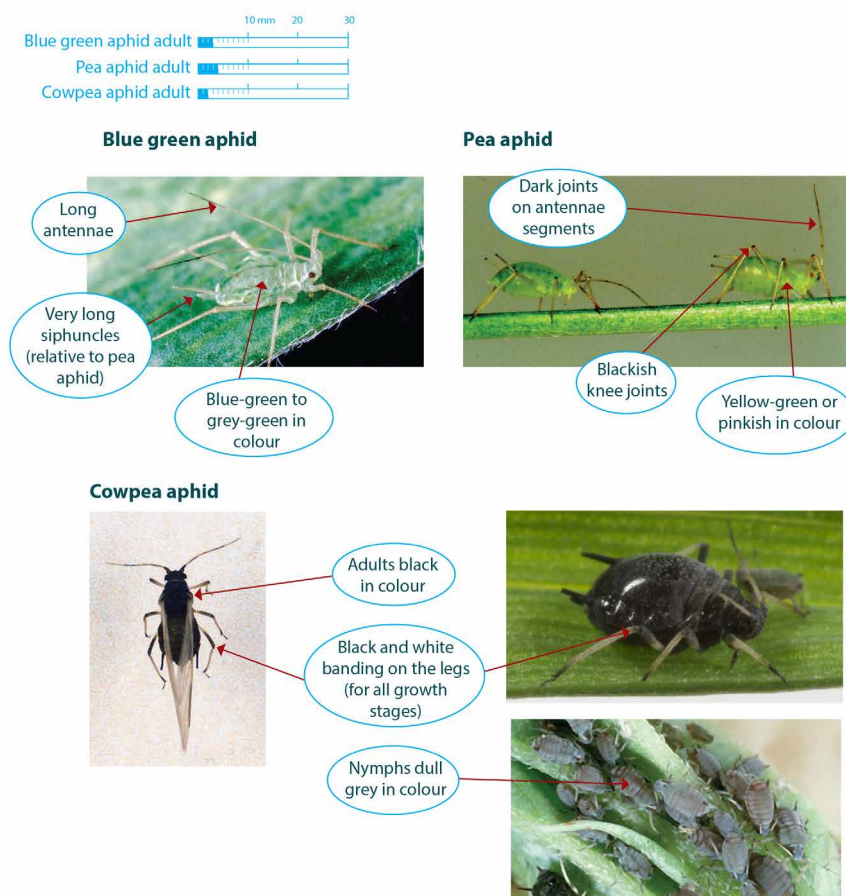 10 mm 20 30
Blue green aphid adult
Pea aphid adult
Cowpea aphid adult
Blue green aphid
Pea aphid
Long
antennae
Dark joints
on antennae
segments
Very long
siphuncles
(relative to pea
aphid)
Blue-green to
grey-green in
colour
Blackish
knee joints
Yellow-green or
pinkish in colour
Cowpea aphid
Adults black
in colour
Black and white
banding on the legs
(for all growth
stages)
Nymphs dull
grey in colour